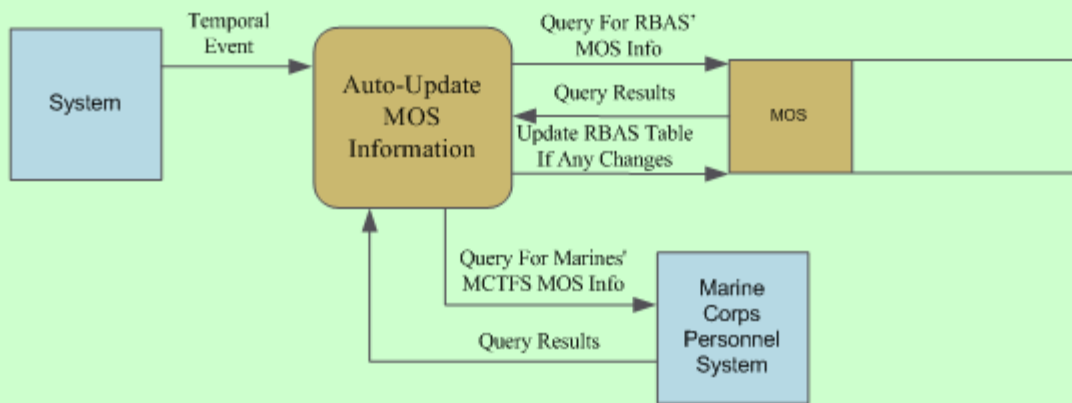 Temporal
Event
Query For RBAS'
MOS Info
System
Auto-Update
MOS
Information
Query Results
MOS
Update RBAS Table
If Any Changes
Query For Marines'
MCTFS MOS Info
Marine
Corps
Personnel
System
Query Results